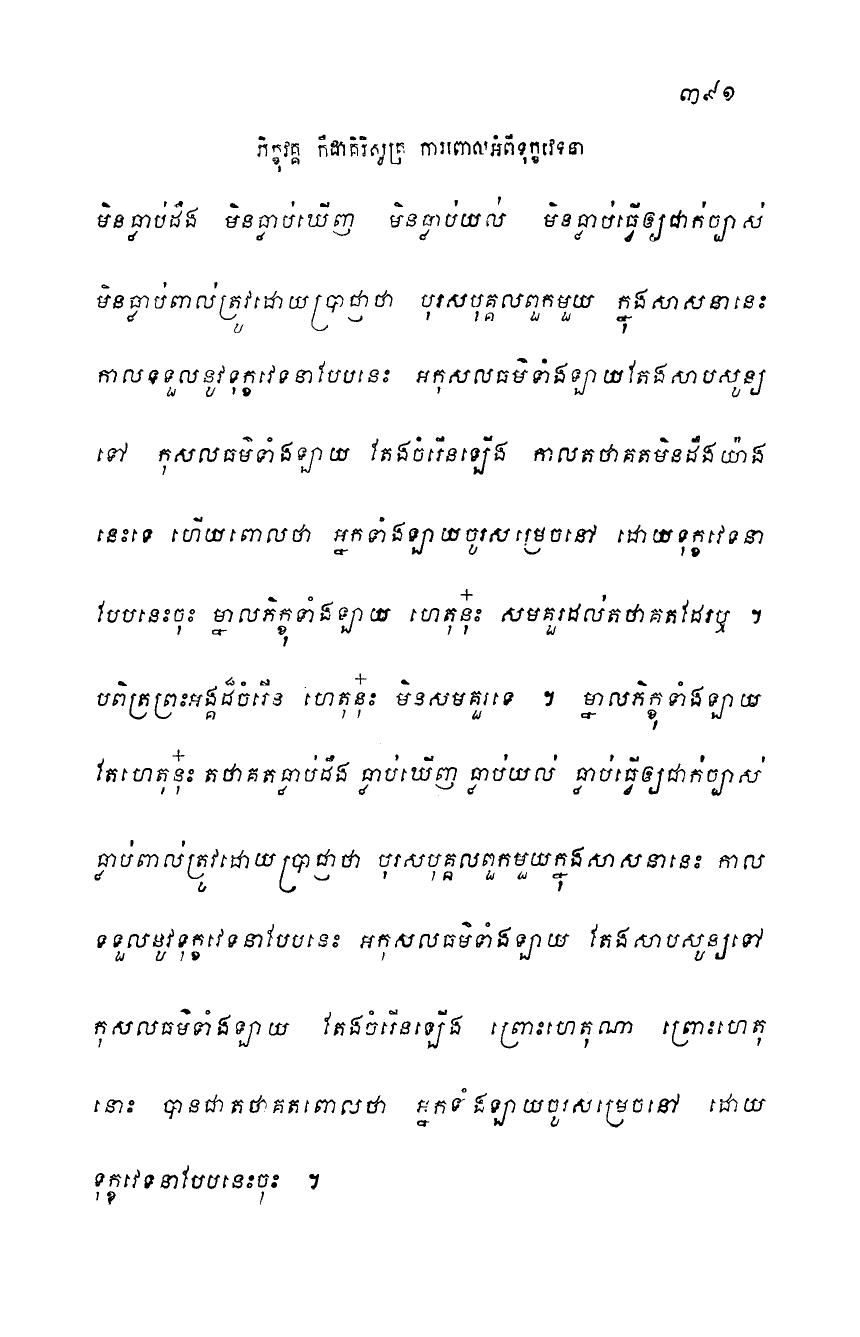 ៣៩១
ភិក្ខុវគ្គ កីដាគិរិសូត្រ ការពោលអំពីទុក្ខវេទនា
មិនធ្លាប់ដឹង មិនធ្លាប់ឃើញ មិនធ្លាប់យល់ មិនធ្លាប់ធ្វើឲ្យជាក់ច្បាស់
មិនធ្លាប់ពាល់ត្រូវដោយប្រាជ្ញាថា បុរសបុគ្គលពួកមួយ ក្នុងសាសនានេះ
កាលទទួលនូវទុក្ខវេទនាបែបនេះ អកុសលធម៌ទាំងឡាយតែងសាបសូន្យ
ទៅ កុសលធម៌ទាំងឡាយ តែងចំរើនឡើង កាលតថាគតមិនដឹងយ៉ាង
នេះទេ ហើយពោលថា អ្នកទាំងឡាយចូរសម្រេចនៅ ដោយទុក្ខវេទនា
បែបនេះចុះ ម្នាលភិក្ខុទាំងឡាយ ហេតុនុ៎ះ សមគួរដល់តថាគតដែរឬ ។
បពិត្រព្រះអង្គដ៏ចំរើន ហេតុនុ៎ះ មិនសមគួរទេ ។ ម្នាលភិក្ខុទាំងឡាយ
តែហេតុនុ៎ះ តថាគតធ្លាប់ដឹង ធ្លាប់ឃើញ ធ្លាប់យល់ ធ្លាប់ធ្វើឲ្យជាក់ច្បាស់
ធ្លាប់ពាល់ត្រូវដោយប្រាជ្ញាថា បុរសបុគ្គលពួកមួយក្នុងសាសនានេះ កាល
ទទួលនូវទុក្ខវេទនាបែបនេះ អកុសលធម៌ទាំងឡាយ តែងសាបសូន្យទៅ
កុសលធម៌ទាំងឡាយ តែងចំរើនឡើង ព្រោះហេតុណា ព្រោះហេតុ
នោះ បានជាតថាគតពោលថា អ្នកទាំងឡាយចូរសម្រេចនៅ ដោយ
ទុក្ខវេទនាបែបនេះចុះ ។